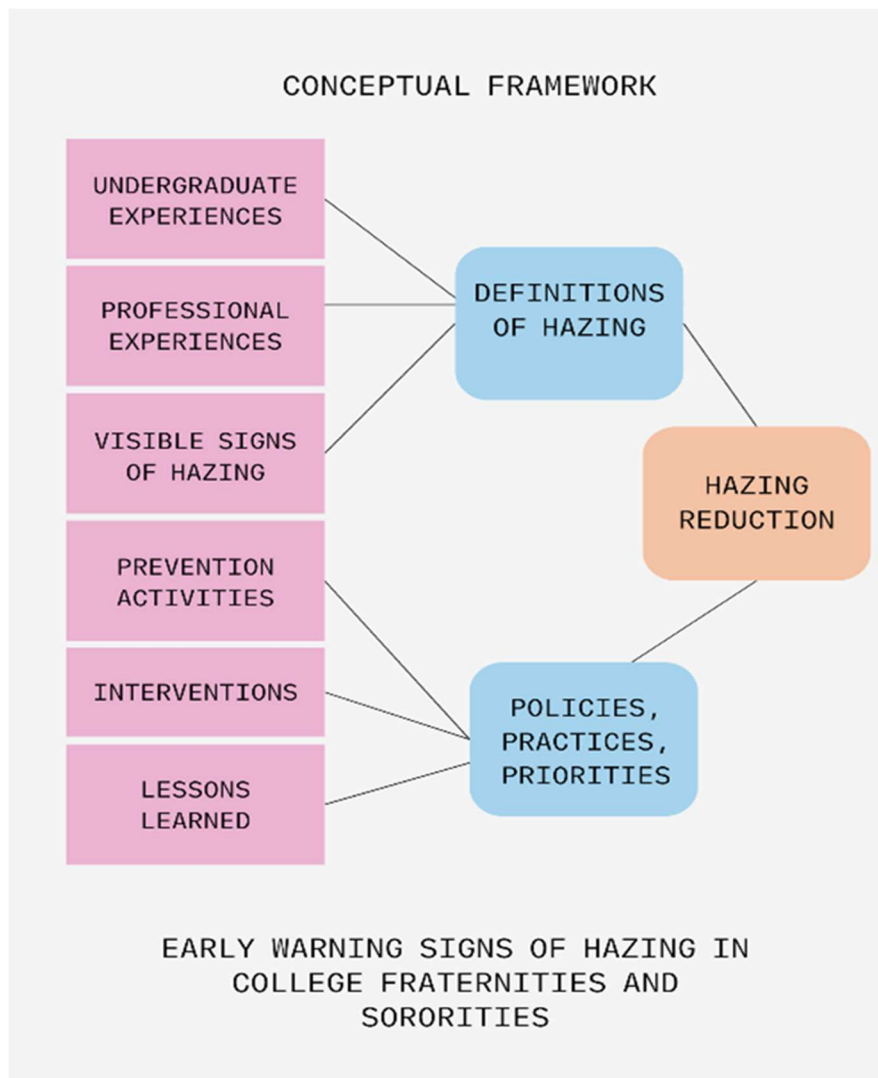 CONCEPTUAL FRAMEWORK
UNDERGRADUATE
EXPERIENCES
PROFESSIONAL
EXPERIENCES
VISIBLE SIGNS
OF HAZING
PREVENTION
ACTIVITIES
INTERVENTIONS
LESSONS
LEARNED
DEFINITIONS
OF HAZING
POLICIES,
PRACTICES,
PRIORITIES
HAZING
REDUCTION
EARLY WARNING SIGNS OF HAZING IN
COLLEGE FRATERNITIES AND
SORORITIES